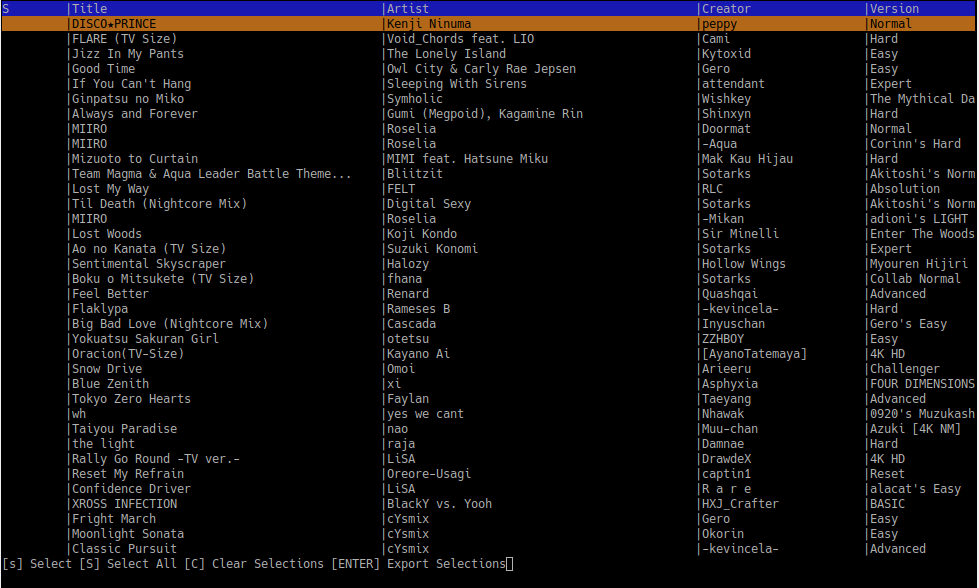 S |Title |Artist |Creator |Version
|DISCO★PRINCE |Kenji Ninuma |peppy |Normal
|FLARE (TV Size) |Void_Chords feat. LIO |Cami |Hard
|Jizz In My Pants |The Lonely Island |Kytoxid |Easy
|Good Time |Owl City & Carly Rae Jepsen |Gero |Easy
|If You Can't Hang |Sleeping With Sirens |attendant |Expert
|Ginpatsu no Miko |Symholic |Wishkey |The Mythical Da
|Always and Forever |Gumi (Megpoid), Kagamine Rin |Shinxyn |Hard
|MIIRO |Roselia |Doormat |Normal
|MIIRO |Roselia |-Aqua |Corinn's Hard
|Mizuoto to Curtain |MIMI feat. Hatsune Miku |Mak Kau Hijau |Hard
|Team Magma & Aqua Leader Battle Theme... |Bliitzit |Sotarks |Akitoshi's Norm
|Lost My Way |FELT |RLC |Absolution
|Til Death (Nightcore Mix) |Digital Sexy |Sotarks |Akitoshi's Norm
|MIIRO |Roselia |-Mikan |adioni's LIGHT
|Lost Woods |Koji Kondo |Sir Minelli |Enter The Woods
|Ao no Kanata (TV Size) |Suzuki Konomi |Sotarks |Expert
|Sentimental Skyscraper |Halozy |Hollow Wings |Myouren Hijiri
|Boku o Mitsukete (TV Size) |fhana |Sotarks |Collab Normal
|Feel Better |Renard |Quashqai |Advanced
|Flaklypa |Rameses B |-kevincela- |Hard
|Big Bad Love (Nightcore Mix) |Cascada |Inyuschan |Gero's Easy
|Yokuatsu Sakuran Girl |otetsu |ZZHBOY |Easy
|Oracion(TV-Size) |Kayano Ai |[AyanoTatemaya] |4K HD
|Snow Drive |Omoi |Arieeru |Challenger
|Blue Zenith |xi |Asphyxia |FOUR DIMENSIONS
|Tokyo Zero Hearts |Faylan |Taeyang |Advanced
|wh |yes we cant |Nhawak |0920's Muzukash
|Taiyou Paradise |nao |Muu-chan |Azuki [4K NM]
|the light |raja |Damnae |Hard
|Rally Go Round -TV ver.- |LiSA |DrawdeX |4K HD
|Reset My Refrain |Oreore-Usagi |captin1 |Reset
|Confidence Driver |LiSA |R a r e |alacat's Easy
|XROSS INFECTION |BlackY vs. Yooh |HXJ_Crafter |BASIC
|Fright March |cYsmix |Gero |Easy
|Moonlight Sonata |cYsmix |Okorin |Easy
|Classic Pursuit |cYsmix |-kevincela- |Advanced
[s] Select [S] Select All [C] Clear Selections [ENTER] Export Selections